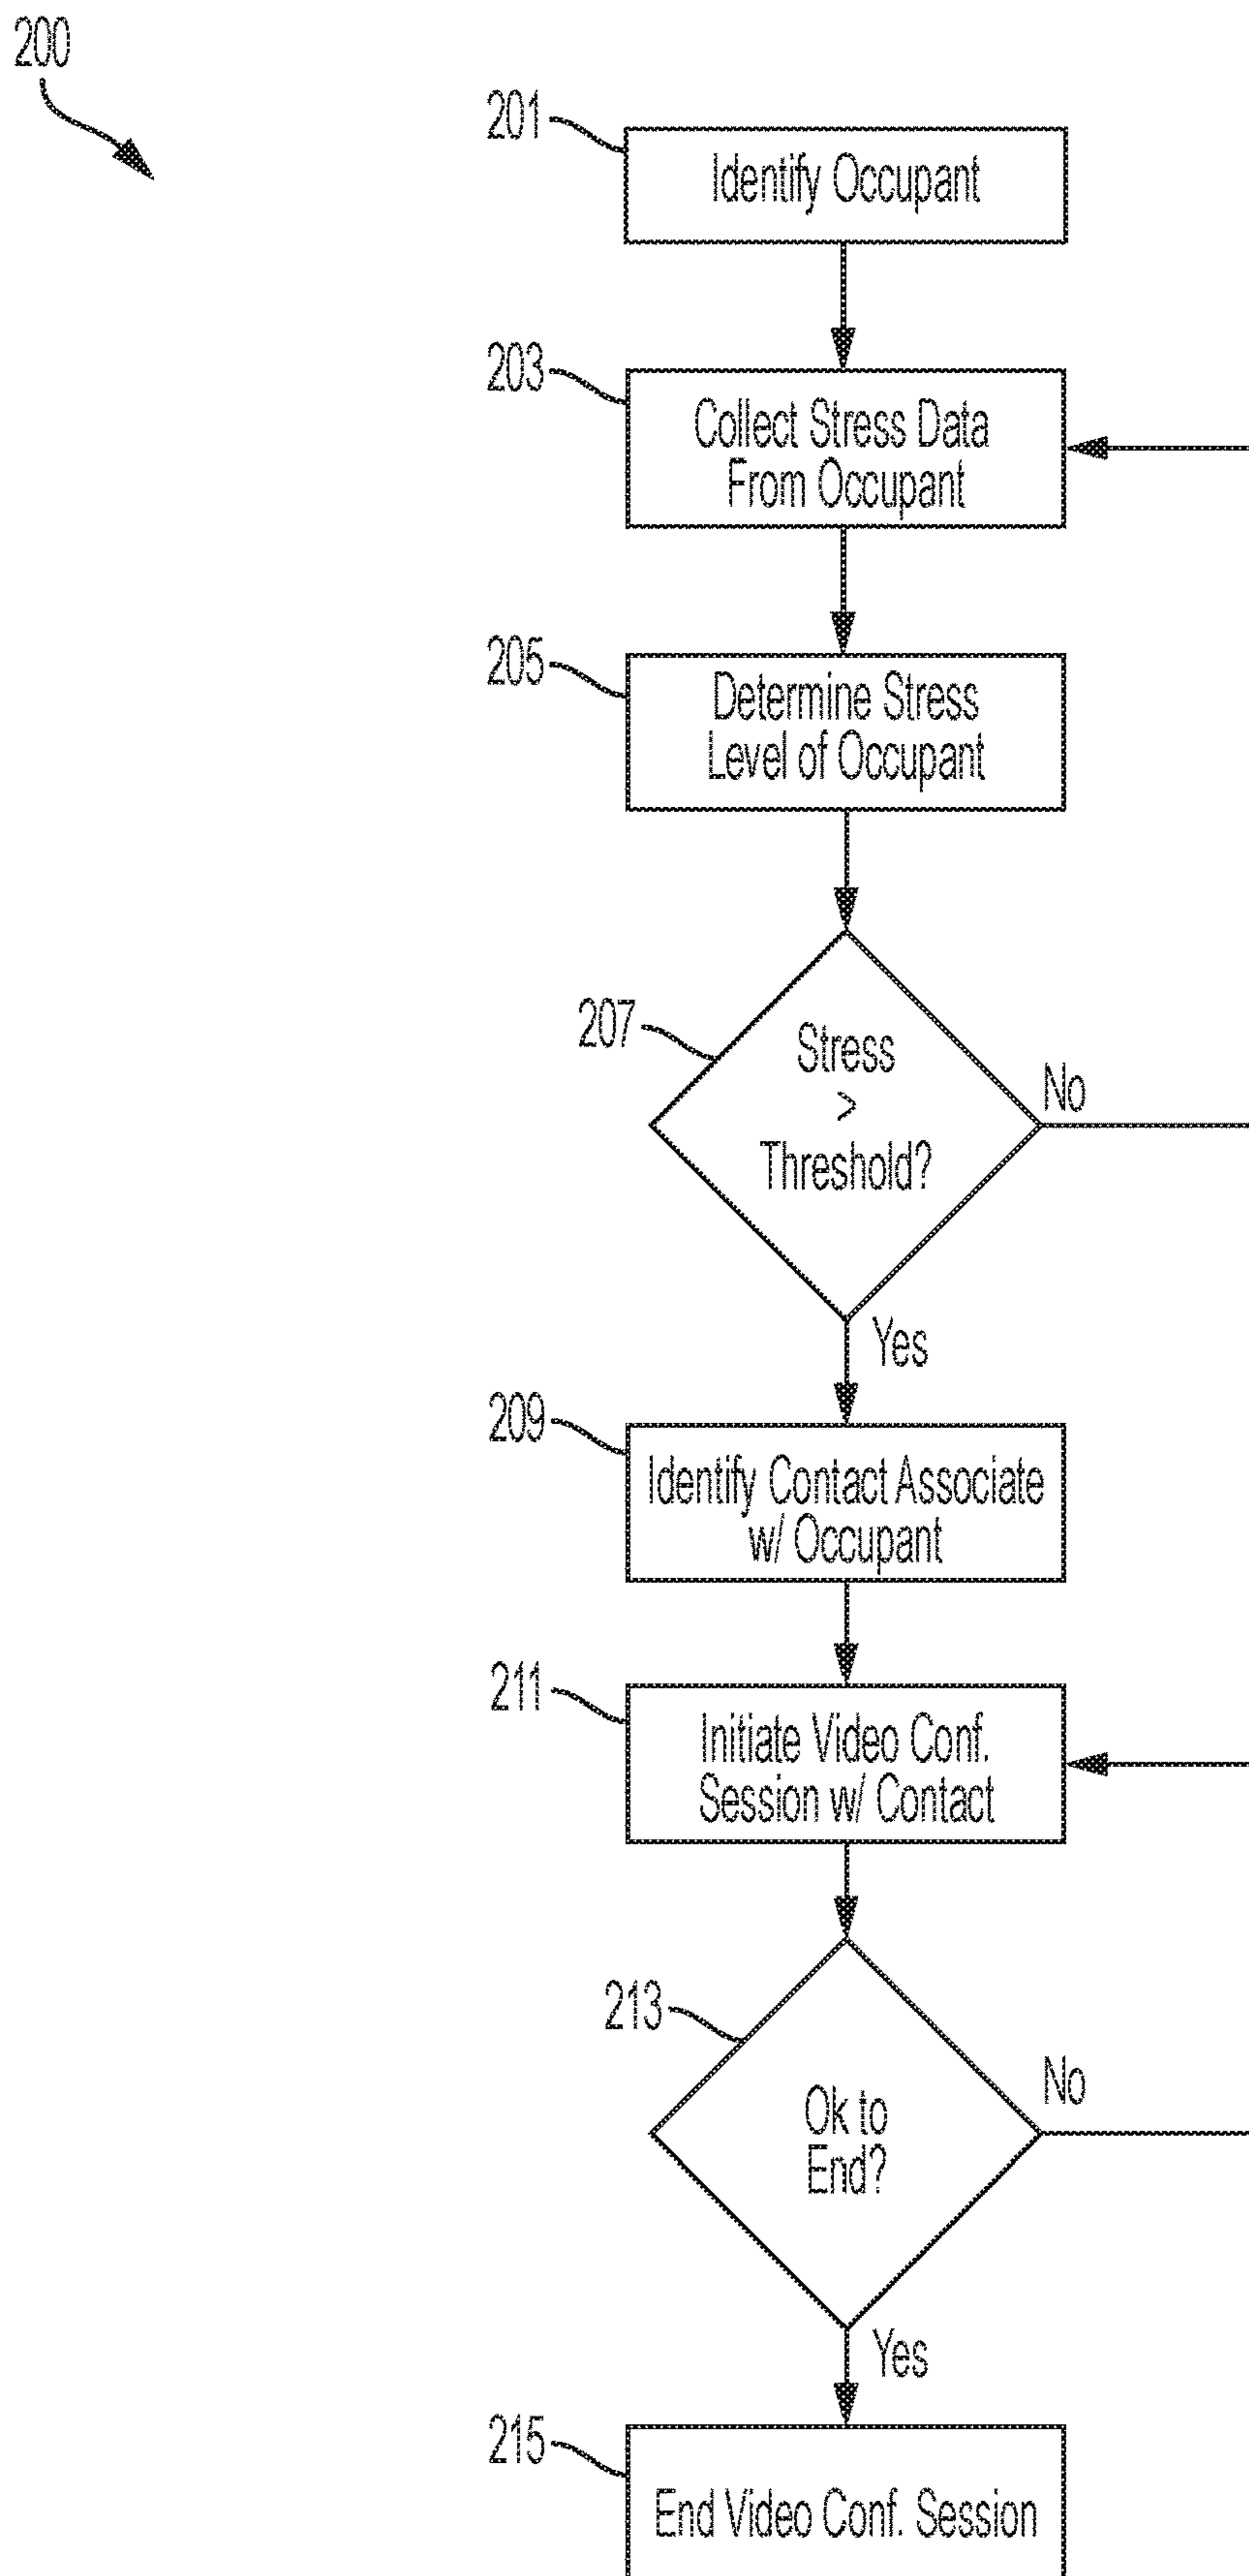 200
201
Identify Occupant
203
Collect Stress Data
From Occupant
205
Determine Stress
Level of Occupant
207
Stress
>
Threshold?
No
Yes
209
Identify Contact Associate
w/ Occupant
211
Initiate Video Conf.
Session w/ Contact
213
Ok to
End?
No
Yes
215
End Video Conf. Session